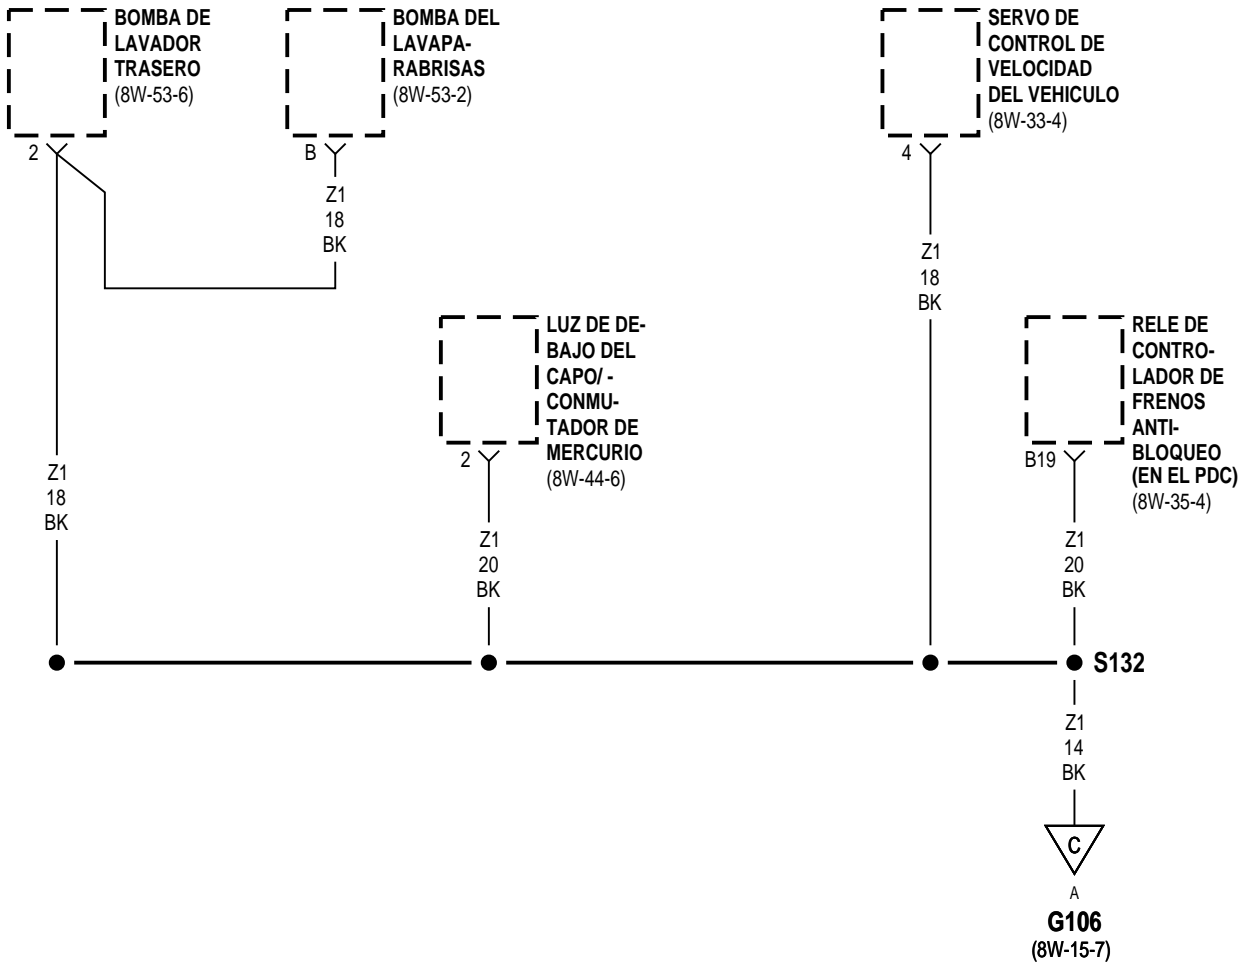 BOMBA DE
LAVADOR
TRASERO
(8W-53-6)
BOMBA DEL
LAVAPA-
RABRISAS
(8W-53-2)
SERVO DE
CONTROL DE
VELOCIDAD
DEL VEHICULO
(8W-33-4)
2
B
4
Z1
18
BK
Z1
18
BK
LUZ DE DE-
BAJO DEL
CAPO/ -
CONMU-
TADOR DE
MERCURIO
(8W-44-6)
RELE DE
CONTRO-
LADOR DE
FRENOS
ANTI-
BLOQUEO
(EN EL PDC)
(8W-35-4)
2
B19
Z1
18
BK
Z1
20
BK
Z1
20
BK
S132
Z1
14
BK
C
A
G106
(8W-15-7)